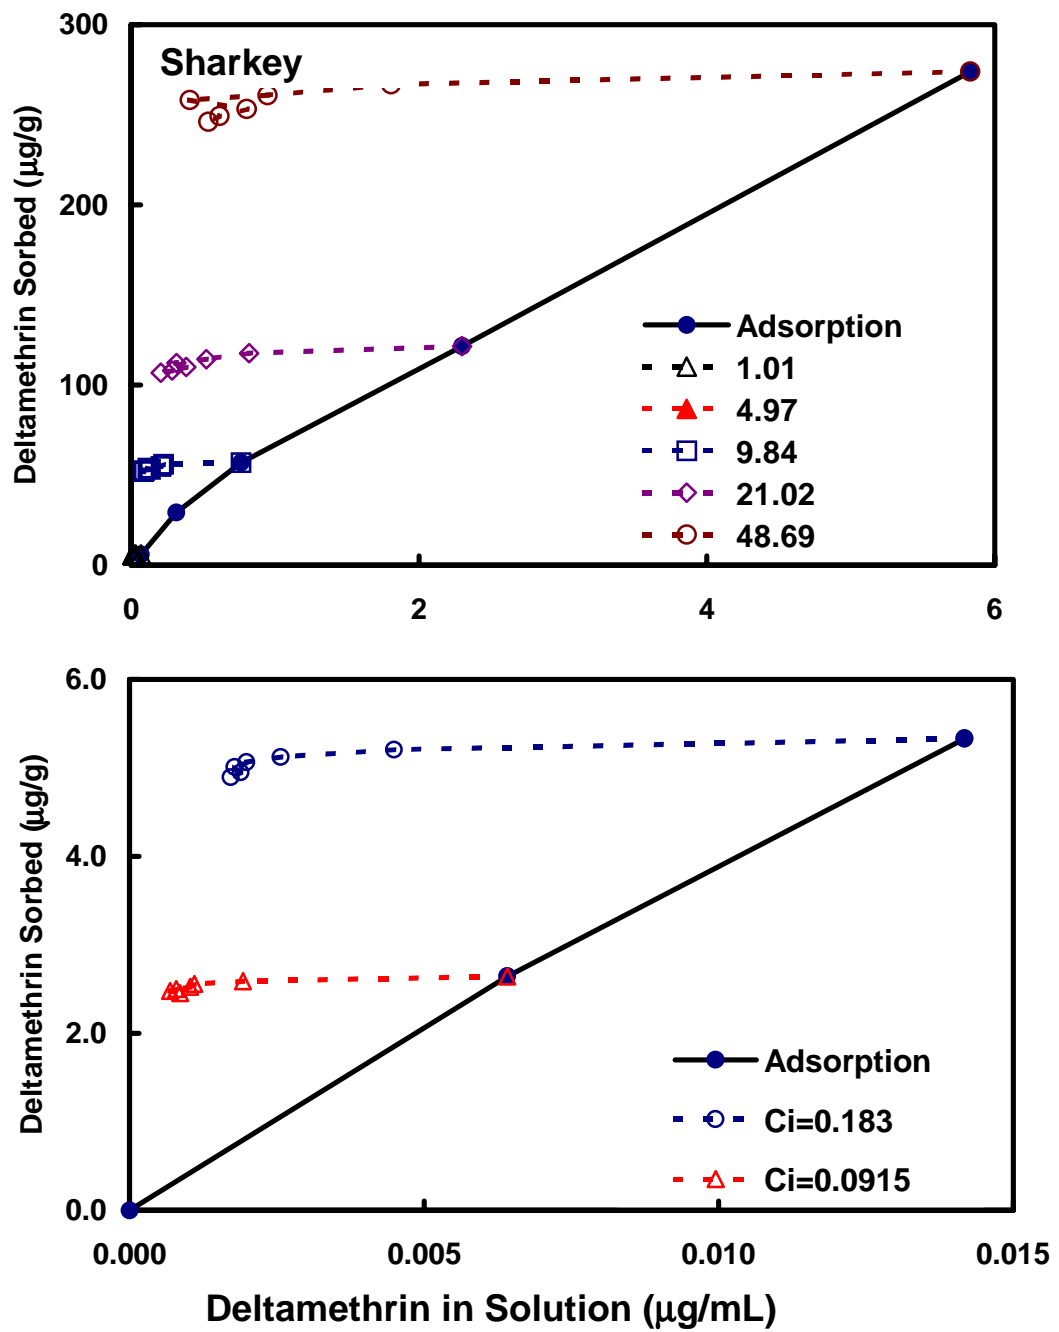 300
Sharkey
200
100
0
Deltamethrin Sorbed (μg/g)
Adsorption
1.01
4.97
9.84
21.02
48.69
0 2 4 6
6.0
4.0
2.0
0.0
Deltamethrin Sorbed (μg/g)
Adsorption
Ci=0.183
Ci=0.0915
0.000 0.005 0.010 0.015
Deltamethrin in Solution (μg/mL)